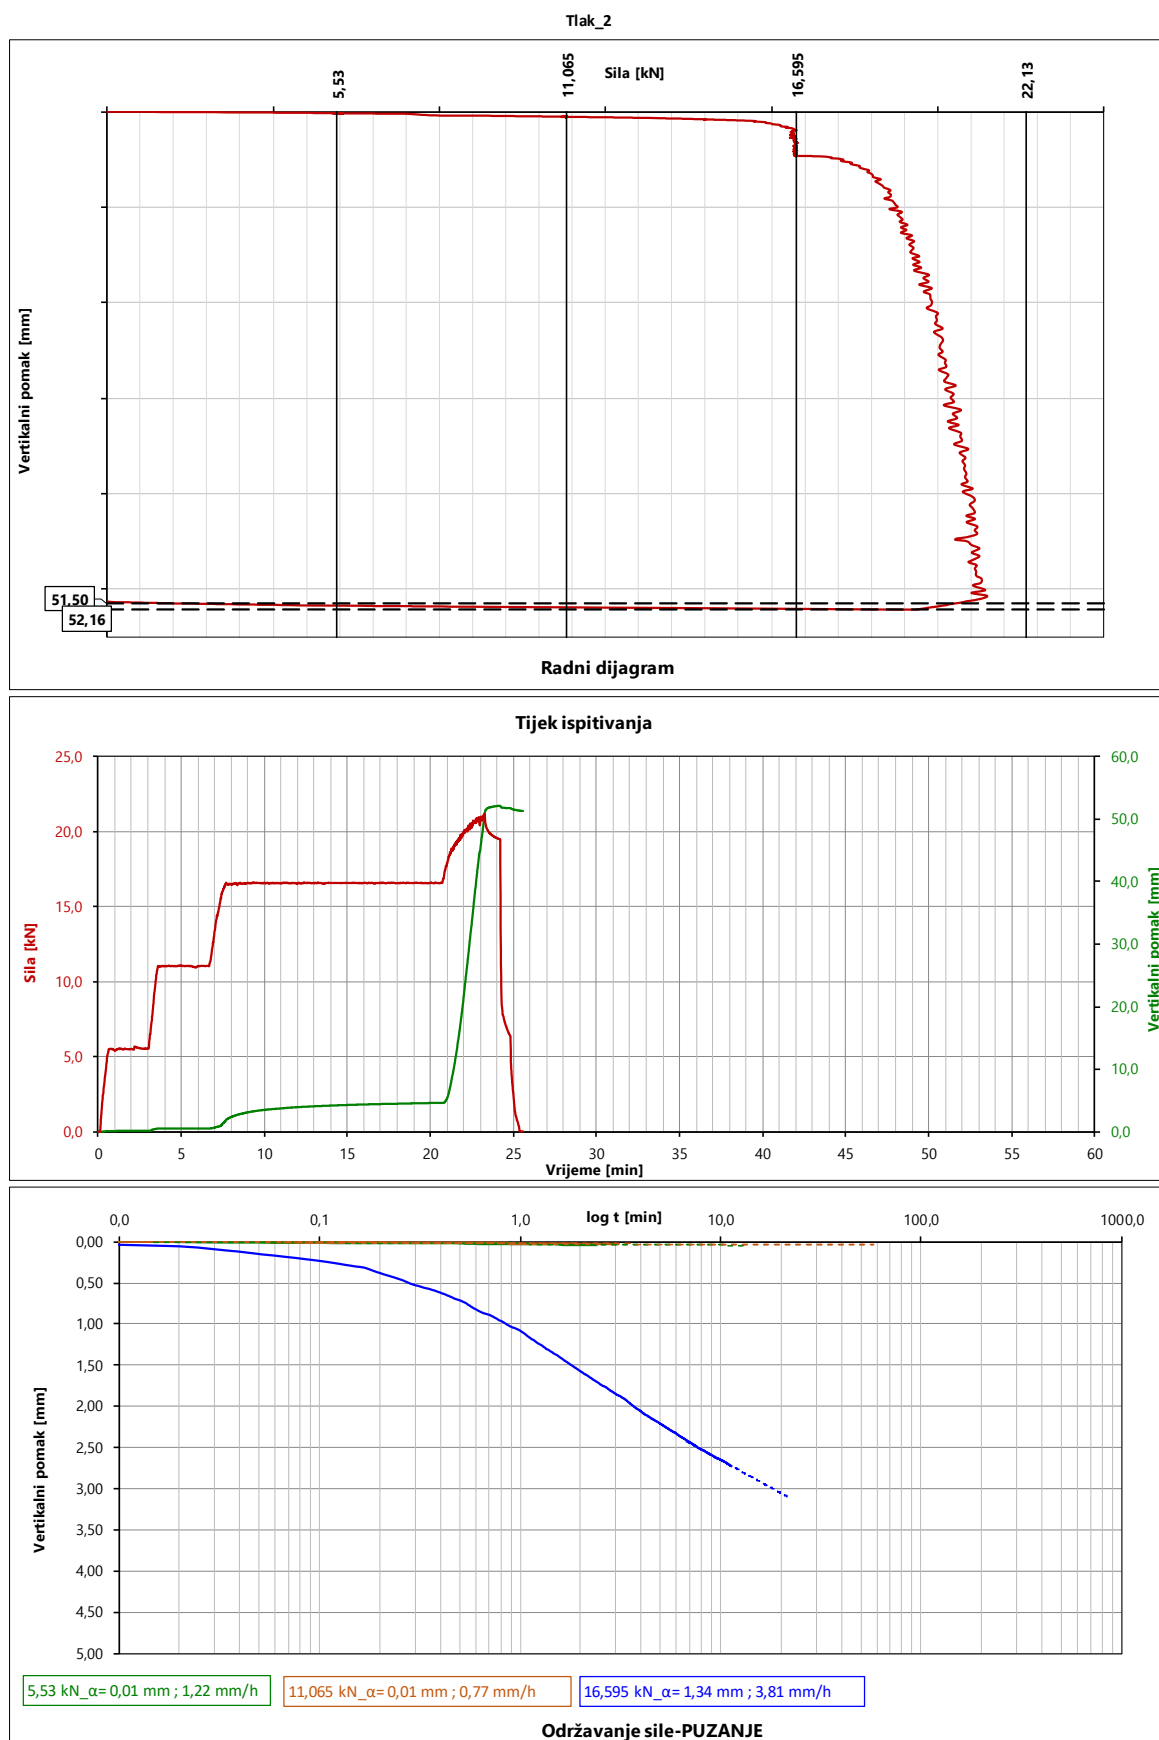 Tlak_2
Sila [kN]
5,53
11,065
16,595
22,13
Vertikalni pomak [mm]
51,50
52,16
Radni dijagram
Tijek ispitivanja
25,0
20,0
15,0
10,0
5,0
0,0
Sila [kN]
60,0
50,0
40,0
30,0
20,0
10,0
0,0
Vertikalni pomak [mm]
0 5 10 15 20 25 30 35 40 45 50 55 60
Vrijeme [min]
0,0 0,1 1,0 10,0 100,0 1000,0
log t [min]
0,00
0,50
1,00
1,50
2,00
2,50
3,00
3,50
4,00
4,50
5,00
Vertikalni pomak [mm]
5,53 kN_α= 0,01 mm ; 1,22 mm/h
11,065 kN_α= 0,01 mm ; 0,77 mm/h
16,595 kN_α= 1,34 mm ; 3,81 mm/h
Održavanje sile-PUZANJE